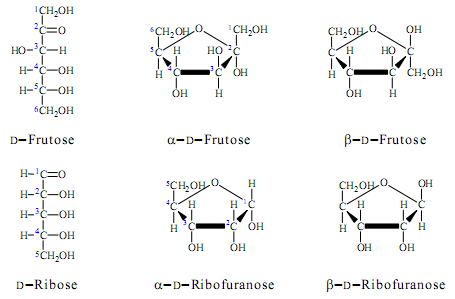 ¹CH₂OH
²C=O
HO–³C–H
H–⁴C–OH
H–⁵C–OH
⁶CH₂OH
D–Frutose
⁶CH₂OH O ¹CH₂OH
⁵C H HO ²C
H ⁴C ³C OH
OH H
α–D–Frutose
CH₂OH O OH
C H HO C
H C C CH₂OH
OH H
β–D–Frutose
H–¹C=O
H–²C–OH
H–³C–OH
H–⁴C–OH
⁵CH₂OH
D–Ribose
⁵CH₂OH O H
⁴C H H ¹C
H ³C ²C OH
OH OH
α–D–Ribofuranose
CH₂OH O OH
C H H C
H C C H
OH OH
β–D–Ribofuranose